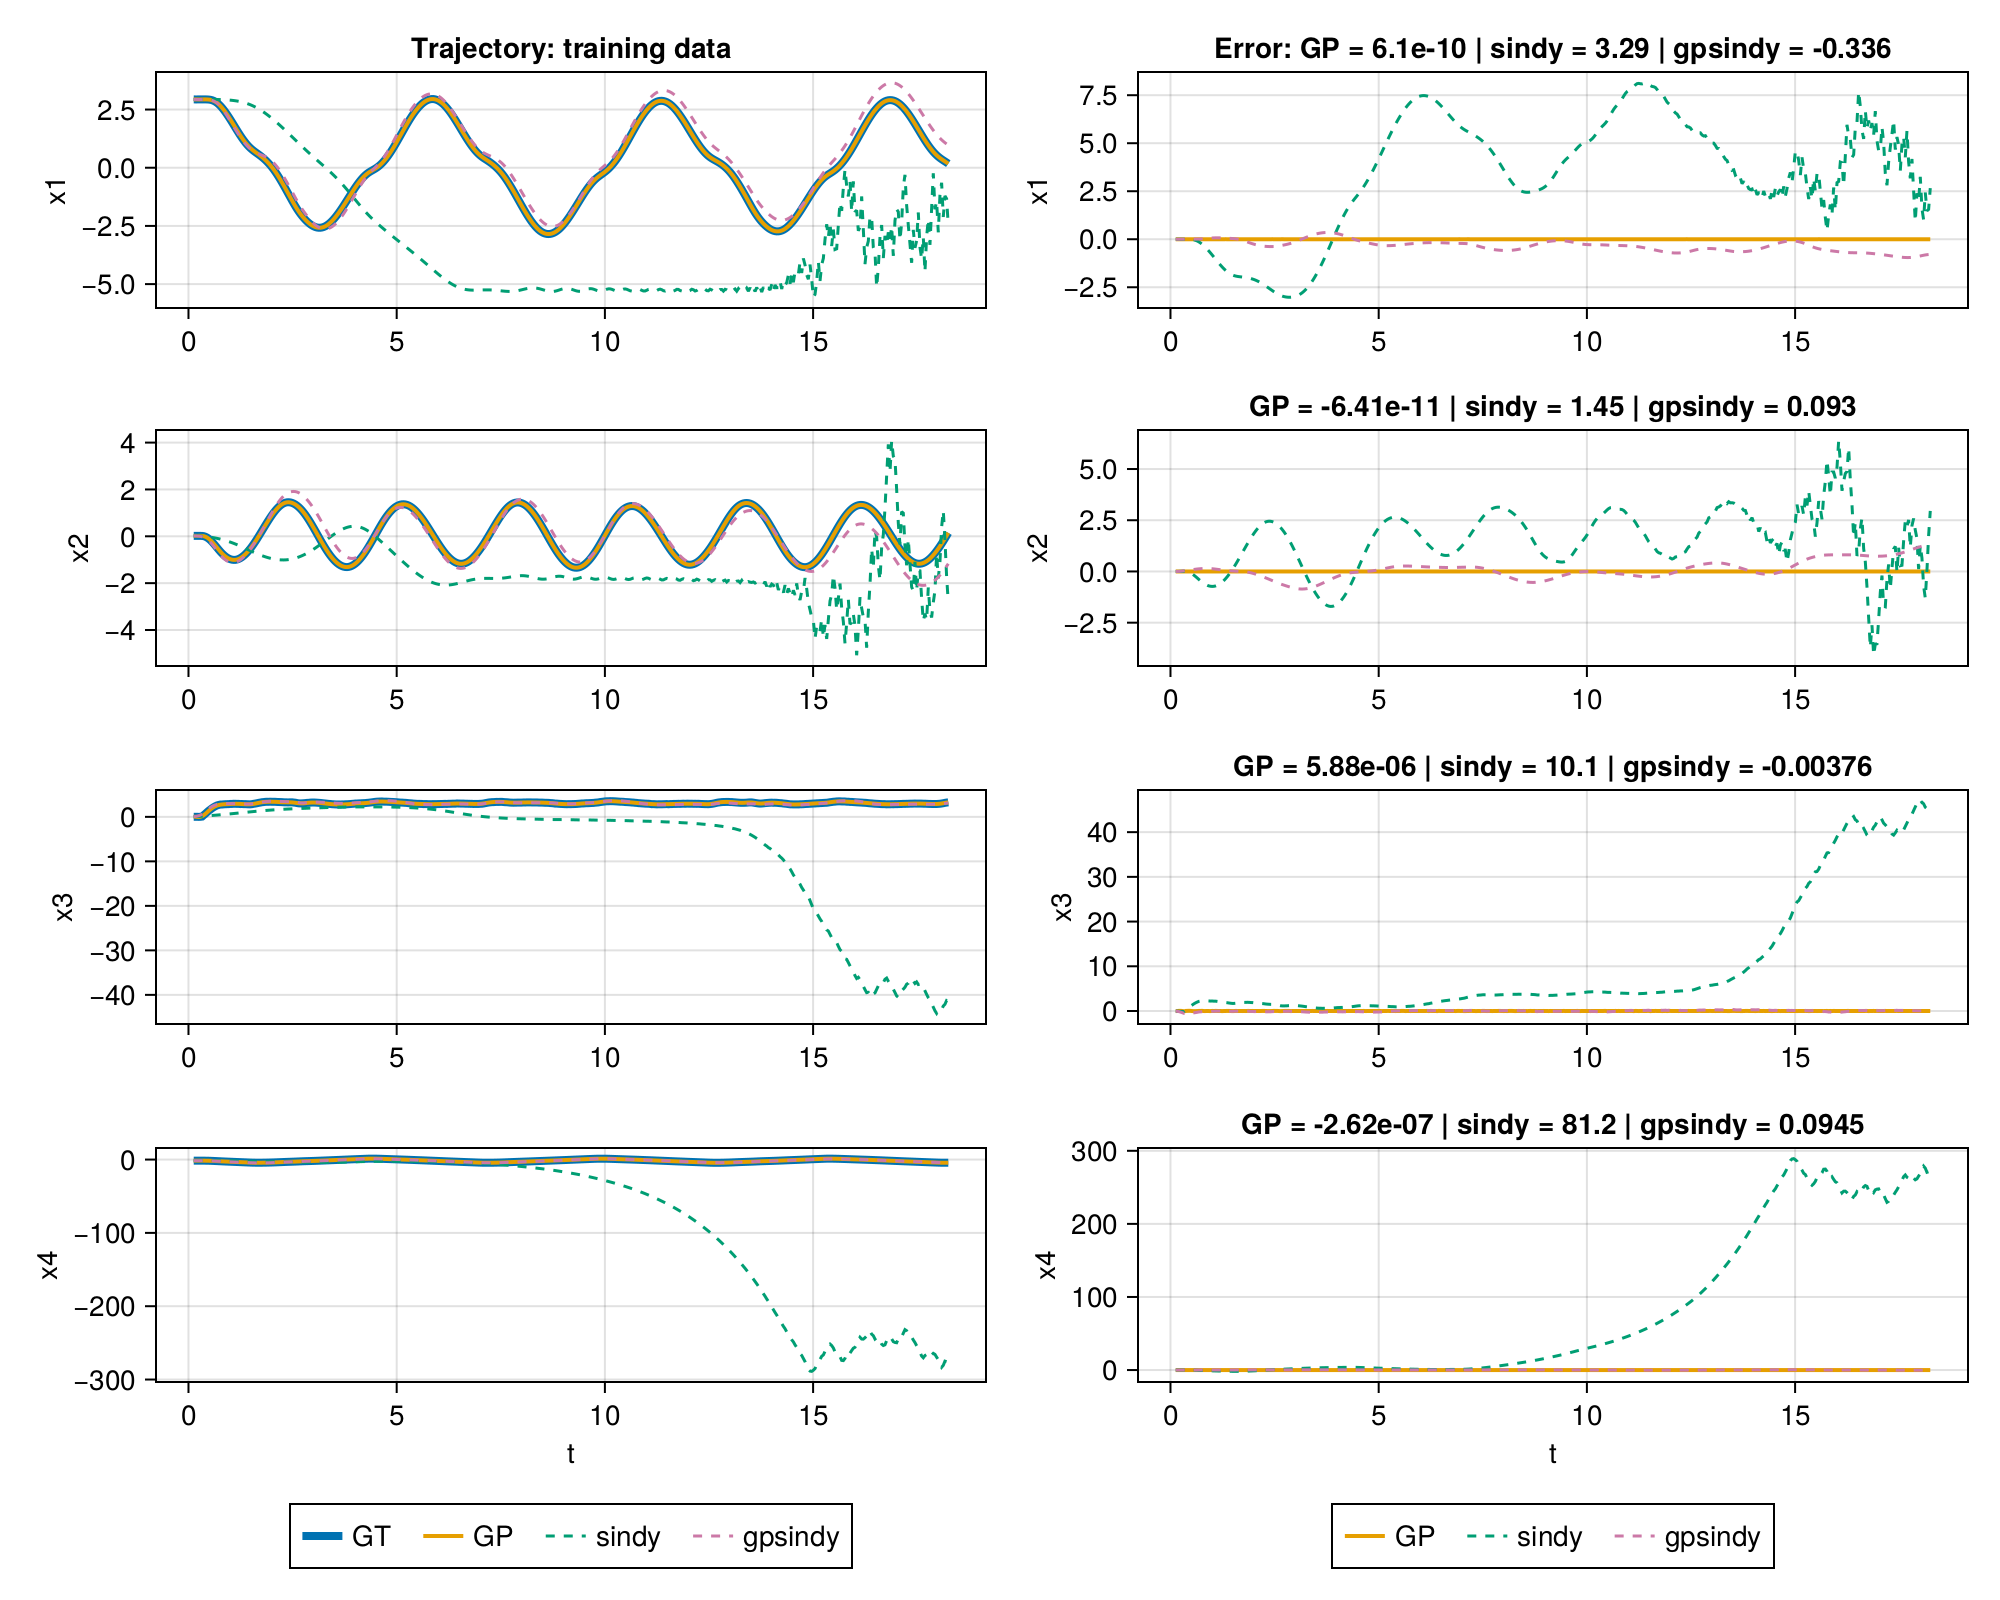 Trajectory: training data
Error: GP = 6.1e-10 | sindy = 3.29 | gpsindy = -0.336
x1
2.5
0.0
−2.5
−5.0
0 5 10 15
x1
7.5
5.0
2.5
0.0
−2.5
0 5 10 15
GP = -6.41e-11 | sindy = 1.45 | gpsindy = 0.093
x2
4
2
0
−2
−4
0 5 10 15
x2
5.0
2.5
0.0
−2.5
0 5 10 15
GP = 5.88e-06 | sindy = 10.1 | gpsindy = -0.00376
x3
0
−10
−20
−30
−40
0 5 10 15
x3
40
30
20
10
0
0 5 10 15
GP = -2.62e-07 | sindy = 81.2 | gpsindy = 0.0945
x4
0
−100
−200
−300
0 5 10 15
t
x4
300
200
100
0
0 5 10 15
t
GT GP sindy gpsindy
GP sindy gpsindy